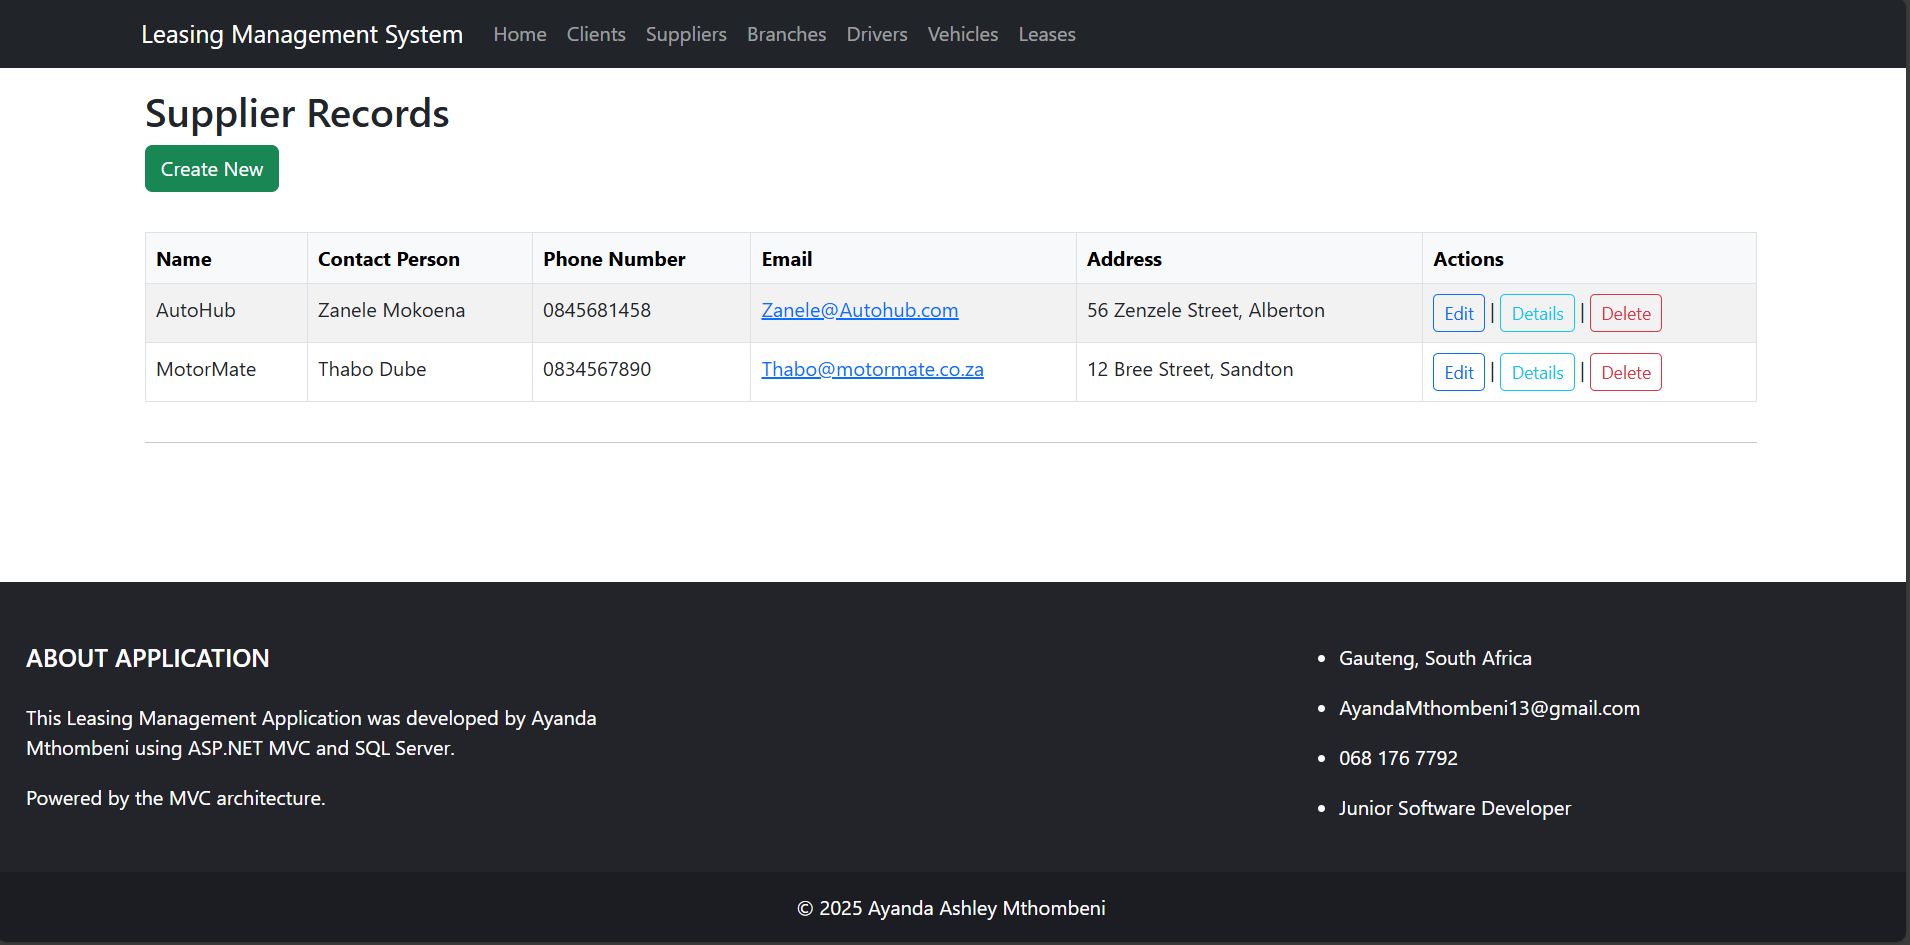 Leasing Management System Home Clients Suppliers Branches Drivers Vehicles Leases
Supplier Records
Create New
Name Contact Person Phone Number Email Address Actions
AutoHub Zanele Mokoena 0845681458 Zanele@Autohub.com 56 Zenzele Street, Alberton Edit | Details | Delete
MotorMate Thabo Dube 0834567890 Thabo@motormate.co.za 12 Bree Street, Sandton Edit | Details | Delete
ABOUT APPLICATION
This Leasing Management Application was developed by Ayanda
Mthombeni using ASP.NET MVC and SQL Server.
Powered by the MVC architecture.
• Gauteng, South Africa
• AyandaMthombeni13@gmail.com
• 068 176 7792
• Junior Software Developer
© 2025 Ayanda Ashley Mthombeni